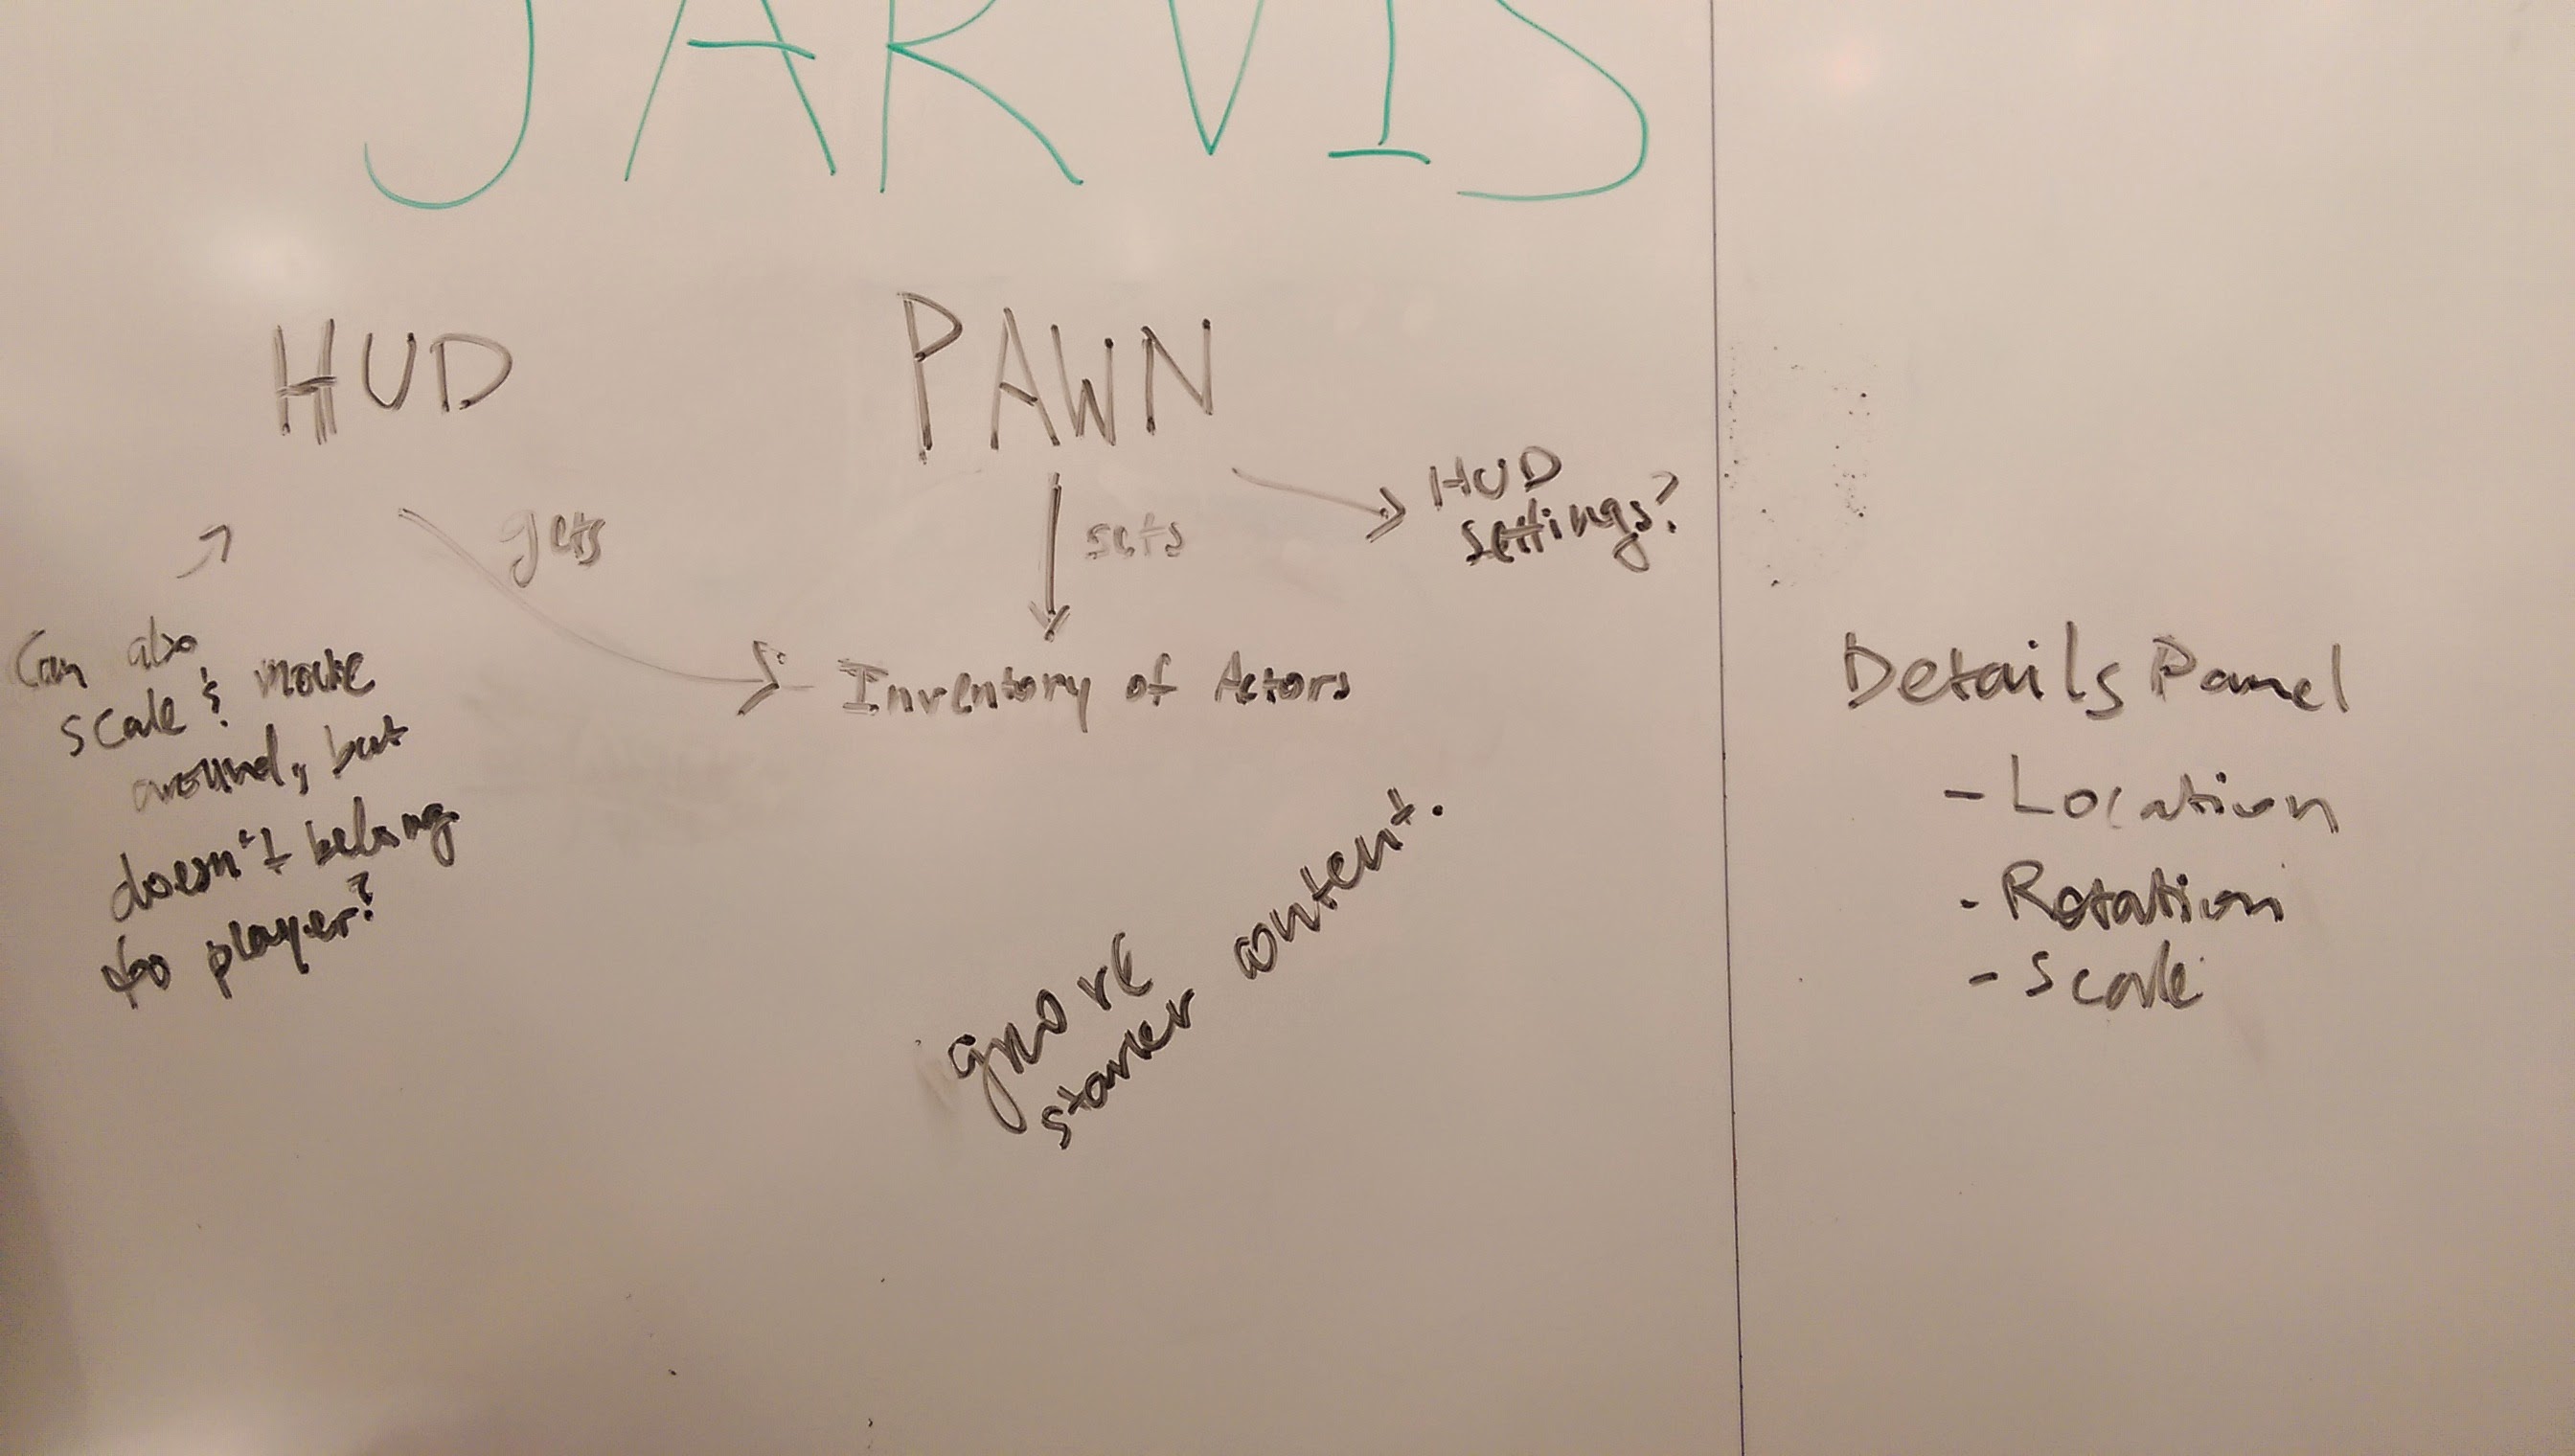 JARVIS
HUD
PAWN
gets
sets
HUD
settings?
Inventory of Actors
Can also
scale & move
around, but
doesn't belong
to player?
ignore
starter content.
Details Panel
- Location
- Rotation
- Scale